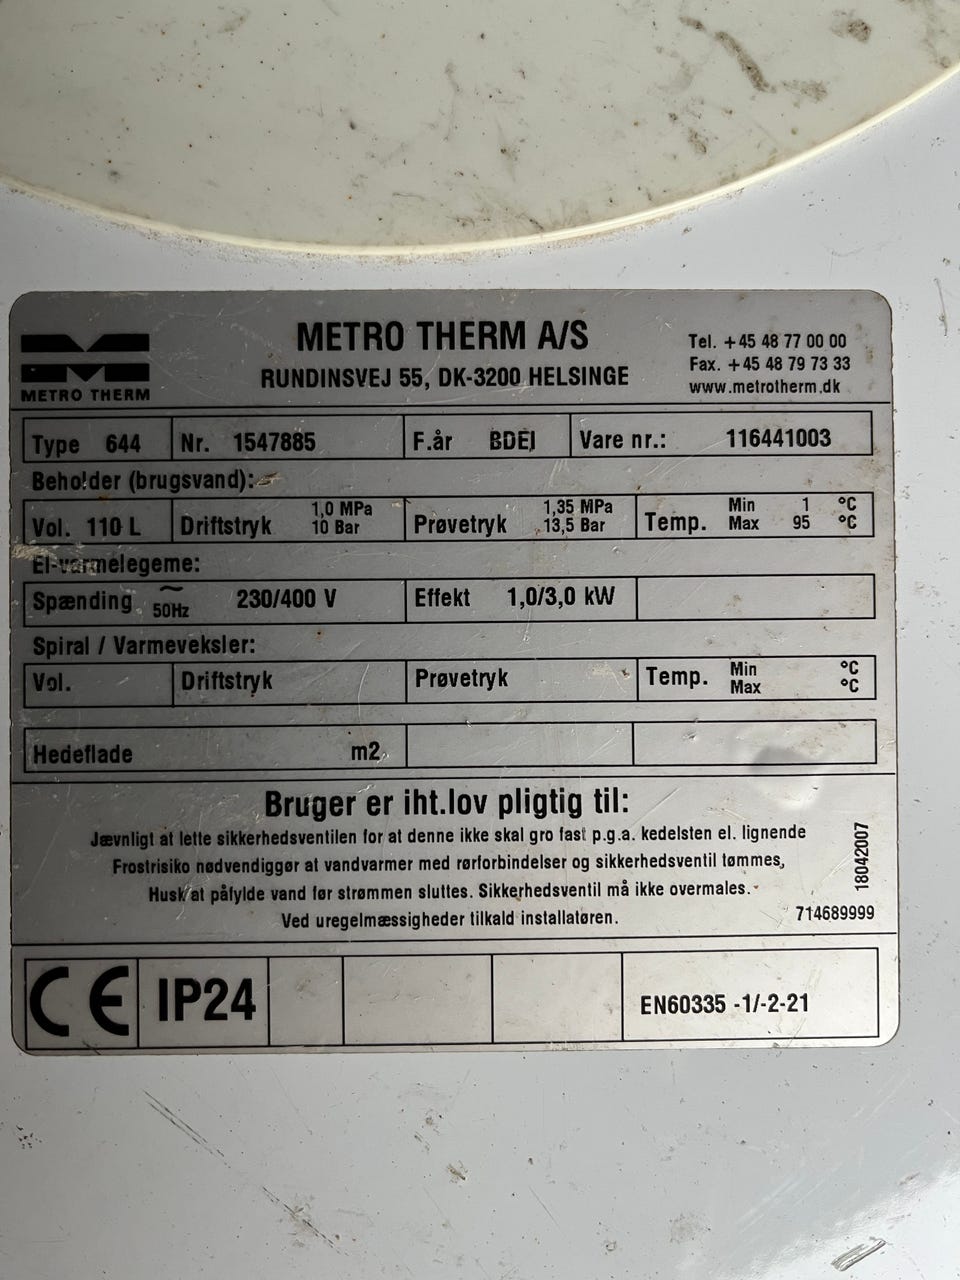 METRO THERM
METRO THERM A/S
RUNDINSVEJ 55, DK-3200 HELSINGE
Tel. +45 48 77 00 00
Fax. +45 48 79 73 33
www.metrotherm.dk
Type 644 Nr. 1547885 F.år BDEI Vare nr.: 116441003
Beholder (brugsvand):
Vol. 110 L Driftstryk 1,0 MPa 10 Bar Prøvetryk 1,35 MPa 13,5 Bar Temp. Min 1 °C Max 95 °C
El-varmelegeme:
Spænding ~ 50Hz 230/400 V Effekt 1,0/3,0 kW
Spiral / Varmeveksler:
Vol. Driftstryk Prøvetryk Temp. Min °C Max °C
Hedeflade m2
Bruger er iht.lov pligtig til:
Jævnligt at lette sikkerhedsventilen for at denne ikke skal gro fast p.g.a. kedelsten el. lignende
Frostrisiko nødvendiggør at vandvarmer med rørforbindelser og sikkerhedsventil tømmes,
Husk at påfylde vand før strømmen sluttes. Sikkerhedsventil må ikke overmales.
Ved uregelmæssigheder tilkald installatøren.
18042007
714689999
CE IP24 EN60335 -1/-2-21